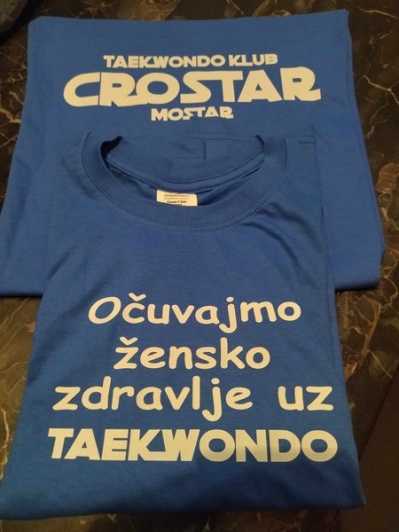 TAEKWONDO KLUB
CROSTAR
MOSTAR
Očuvajmo
žensko
zdravlje uz
TAEKWONDO